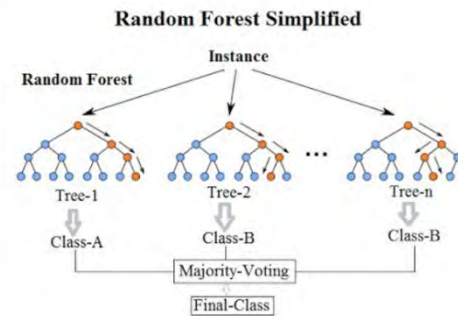 Random Forest Simplified
Instance
Random Forest
...
Tree-1 Tree-2 Tree-n
Class-A Class-B Class-B
Majority-Voting
Final-Class